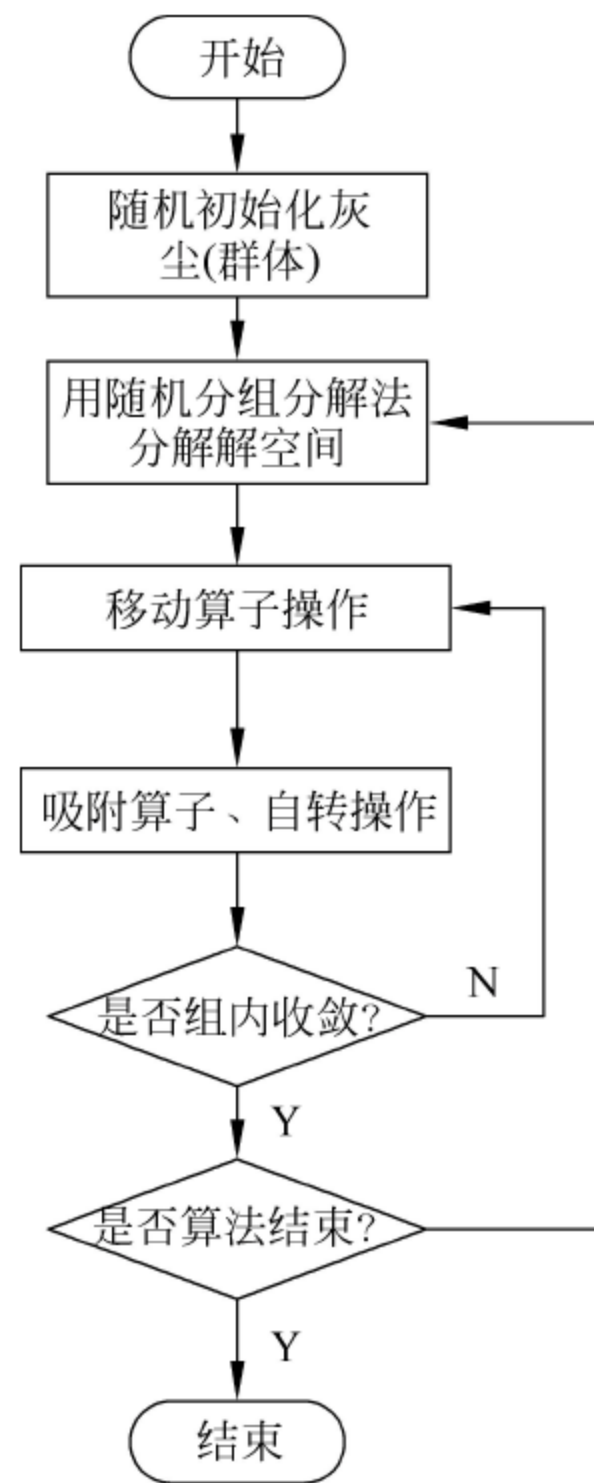 开始
随机初始化灰
尘(群体)
用随机分组分解法
分解解空间
移动算子操作
吸附算子、自转操作
是否组内收敛?
N
Y
是否算法结束?
Y
结束